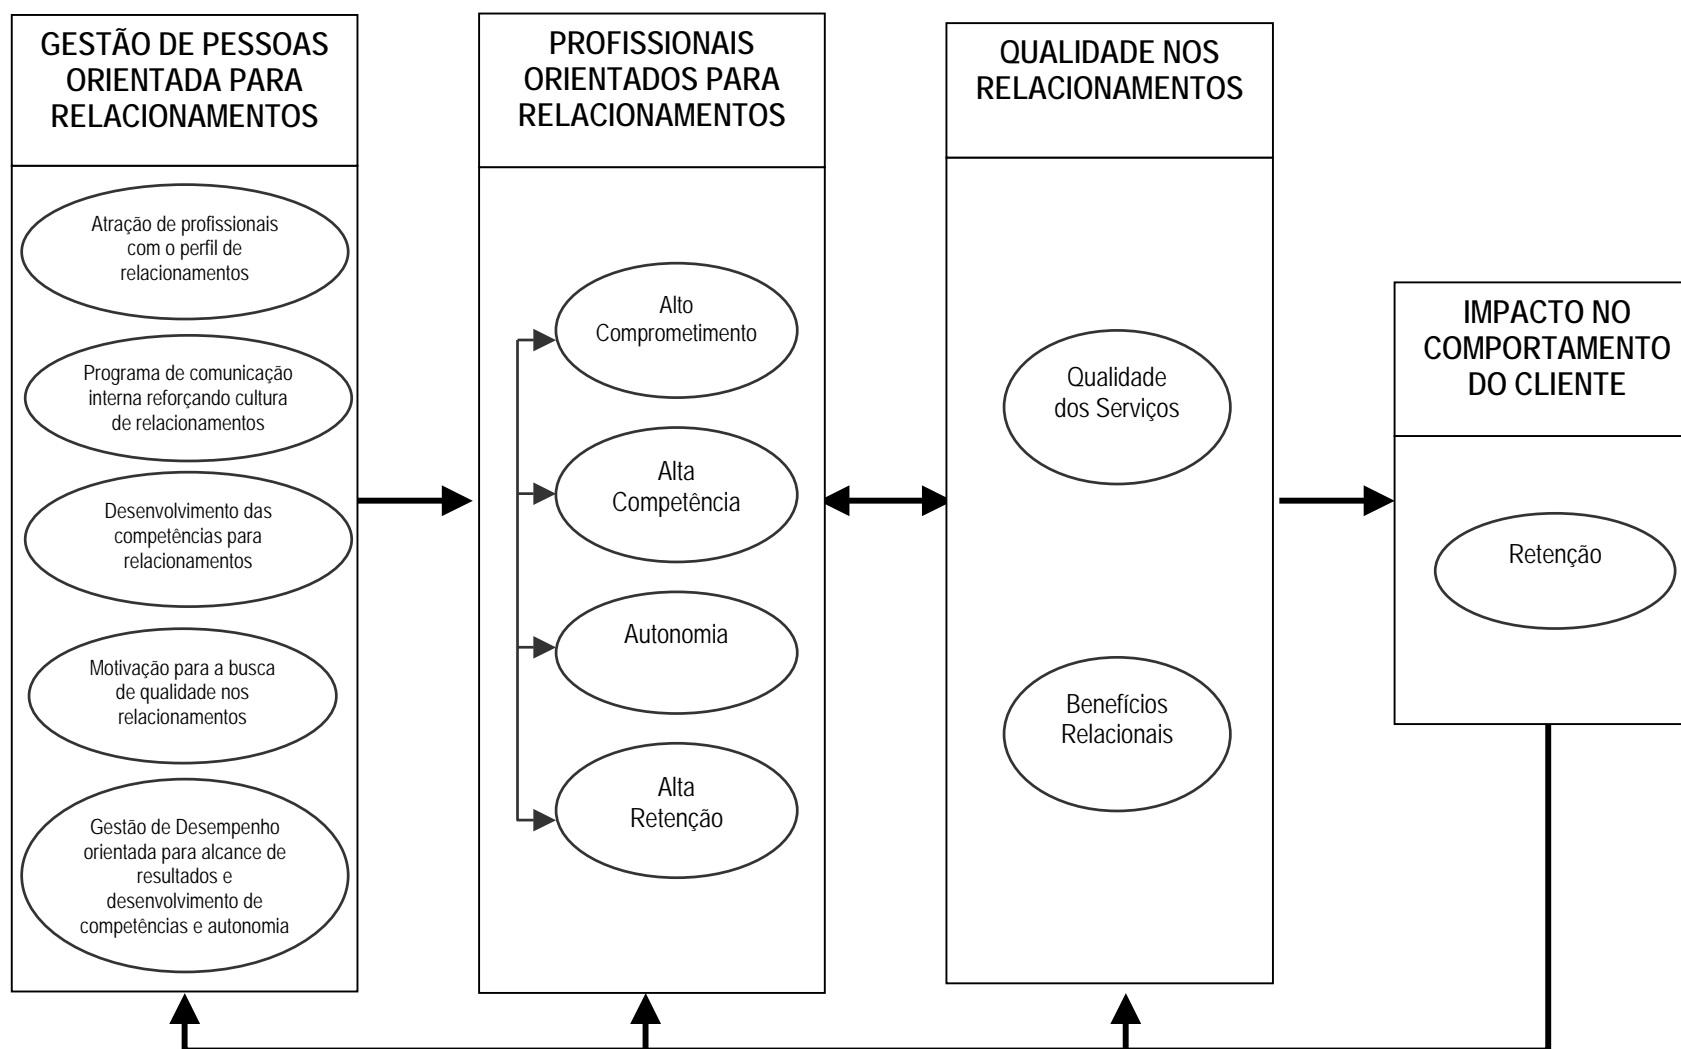 GESTÃO DE PESSOAS
ORIENTADA PARA
RELACIONAMENTOS
Atração de profissionais
com o perfil de
relacionamentos
Programa de comunicação
interna reforçando cultura
de relacionamentos
Desenvolvimento das
competências para
relacionamentos
Motivação para a busca
de qualidade nos
relacionamentos
Gestão de Desempenho
orientada para alcance de
resultados e
desenvolvimento de
competências e autonomia
PROFISSIONAIS
ORIENTADOS PARA
RELACIONAMENTOS
Alto
Comprometimento
Alta
Competência
Autonomia
Alta
Retenção
QUALIDADE NOS
RELACIONAMENTOS
Qualidade
dos Serviços
Benefícios
Relacionais
IMPACTO NO
COMPORTAMENTO
DO CLIENTE
Retenção